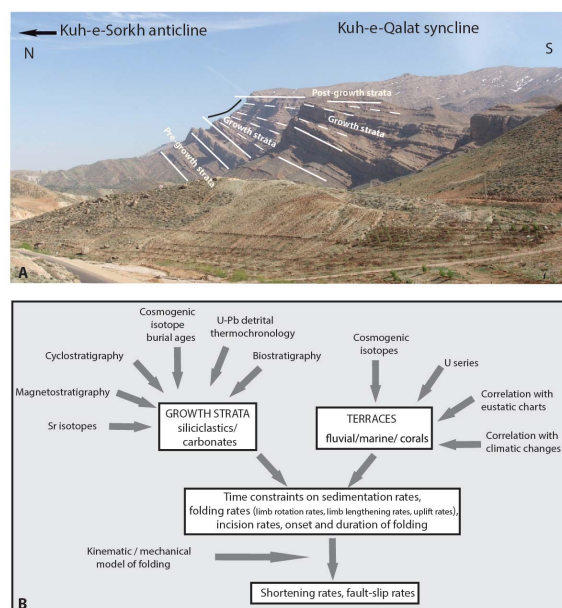 Kuh-e-Sorkh anticline
Kuh-e-Qalat syncline
N
S
Post-growth strata
Growth strata
Growth strata
Pre-growth strata
A
Cosmogenic
isotope
burial ages
U-Pb detrital
thermochronology
Cyclostratigraphy
Biostratigraphy
Magnetostratigraphy
Sr isotopes
GROWTH STRATA
siliciclastics/
carbonates
Cosmogenic
isotopes
U series
Correlation with
eustatic charts
Correlation with
climatic changes
TERRACES
fluvial/marine/ corals
Time constraints on sedimentation rates,
folding rates (limb rotation rates, limb lengthening rates, uplift rates),
incision rates, onset and duration of folding
Kinematic / mechanical
model of folding
Shortening rates, fault-slip rates
B